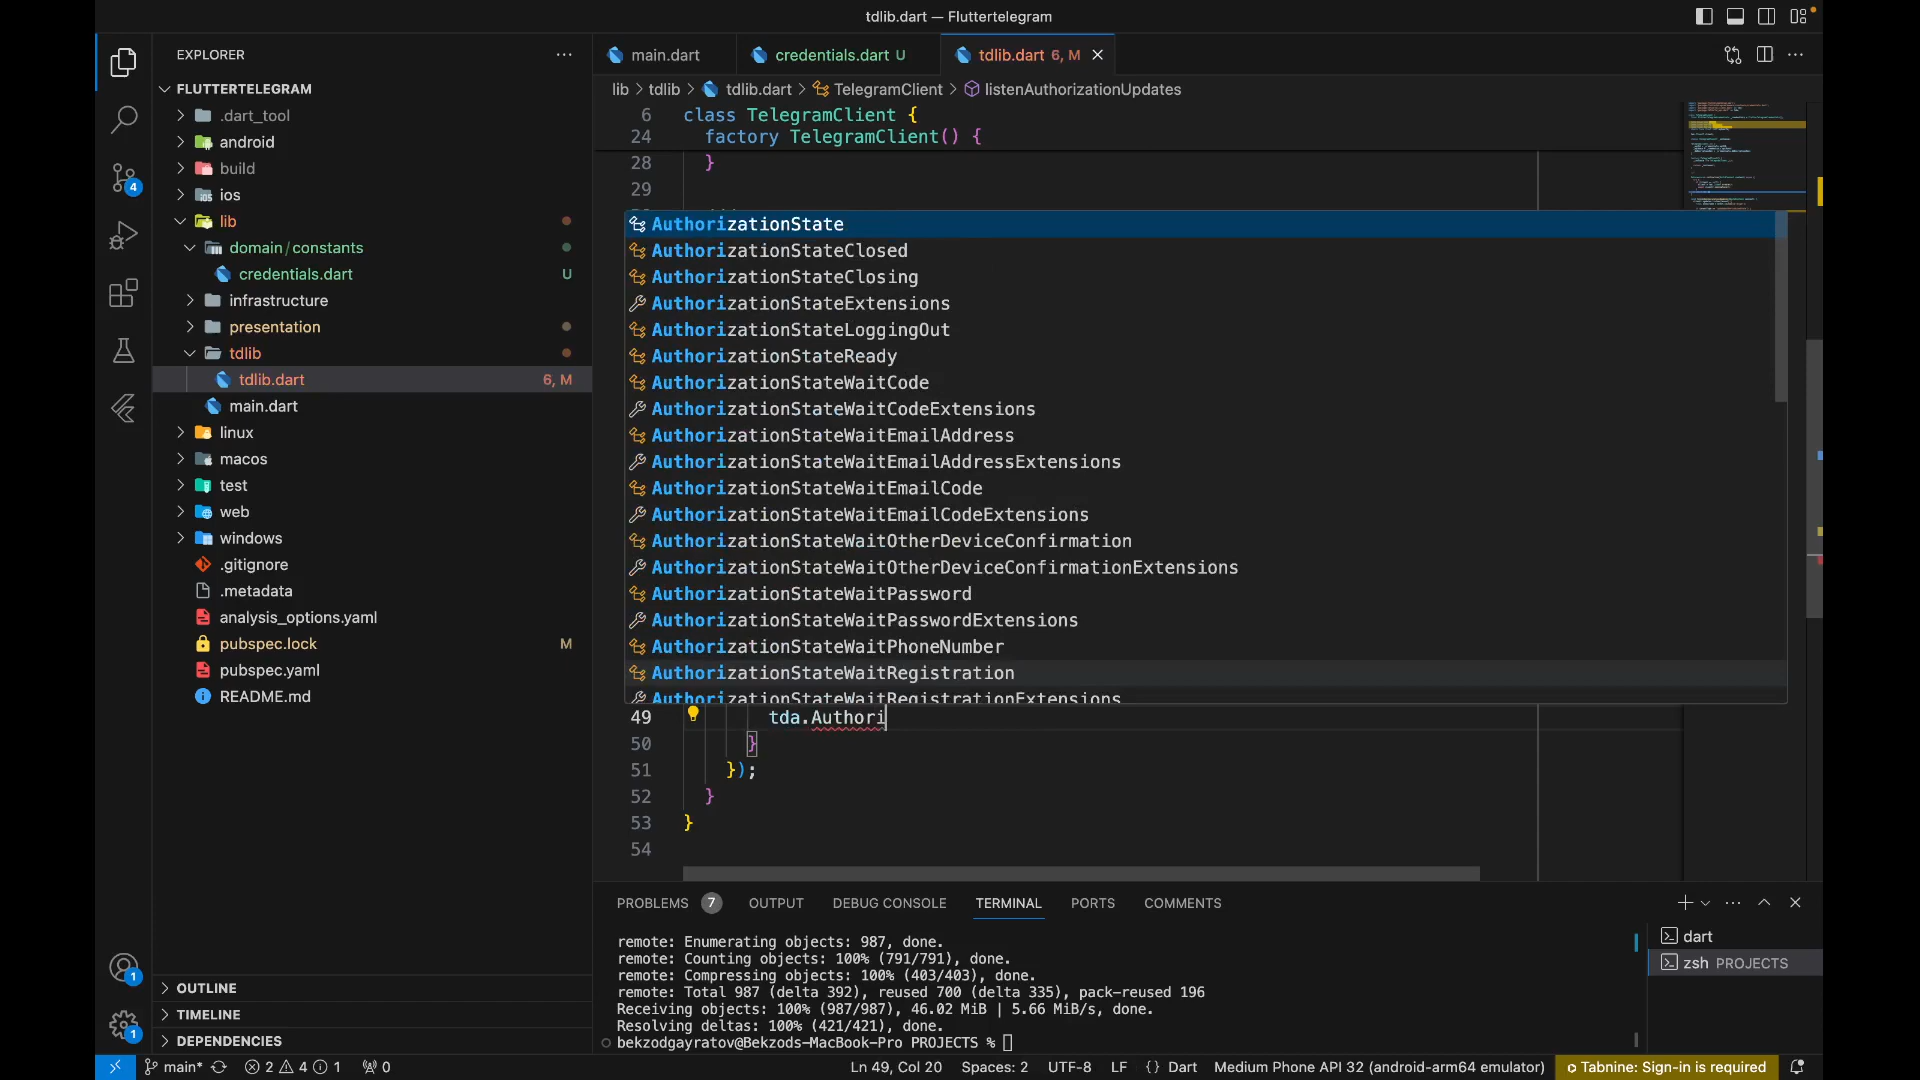 tdlib.dart — Fluttertelegram
EXPLORER
FLUTTERTELEGRAM
.dart_tool
android
build
ios
lib
domain/constants
credentials.dart U
infrastructure
presentation
tdlib
tdlib.dart 6, M
main.dart
linux
macos
test
web
windows
.gitignore
.metadata
analysis_options.yaml
pubspec.lock M
pubspec.yaml
README.md
OUTLINE
TIMELINE
DEPENDENCIES
4
1
1
main.dart
credentials.dart U
tdlib.dart 6, M
lib > tdlib > tdlib.dart > TelegramClient > listenAuthorizationUpdates
6 class TelegramClient {
24 factory TelegramClient() {
28 }
29
AuthorizationState
AuthorizationStateClosed
AuthorizationStateClosing
AuthorizationStateExtensions
AuthorizationStateLoggingOut
AuthorizationStateReady
AuthorizationStateWaitCode
AuthorizationStateWaitCodeExtensions
AuthorizationStateWaitEmailAddress
AuthorizationStateWaitEmailAddressExtensions
AuthorizationStateWaitEmailCode
AuthorizationStateWaitEmailCodeExtensions
AuthorizationStateWaitOtherDeviceConfirmation
AuthorizationStateWaitOtherDeviceConfirmationExtensions
AuthorizationStateWaitPassword
AuthorizationStateWaitPasswordExtensions
AuthorizationStateWaitPhoneNumber
AuthorizationStateWaitRegistration
AuthorizationStateWaitRegistrationExtensions
49 tda.Authori
50 }
51 });
52 }
53 }
54
PROBLEMS 7 OUTPUT DEBUG CONSOLE TERMINAL PORTS COMMENTS
remote: Enumerating objects: 987, done.
remote: Counting objects: 100% (791/791), done.
remote: Compressing objects: 100% (403/403), done.
remote: Total 987 (delta 392), reused 700 (delta 335), pack-reused 196
Receiving objects: 100% (987/987), 46.02 MiB | 5.66 MiB/s, done.
Resolving deltas: 100% (421/421), done.
bekzodgayratov@Bekzods-MacBook-Pro PROJECTS %
dart
zsh PROJECTS
main* 2 4 1 0 Ln 49, Col 20 Spaces: 2 UTF-8 LF {} Dart Medium Phone API 32 (android-arm64 emulator) Tabnine: Sign-in is required